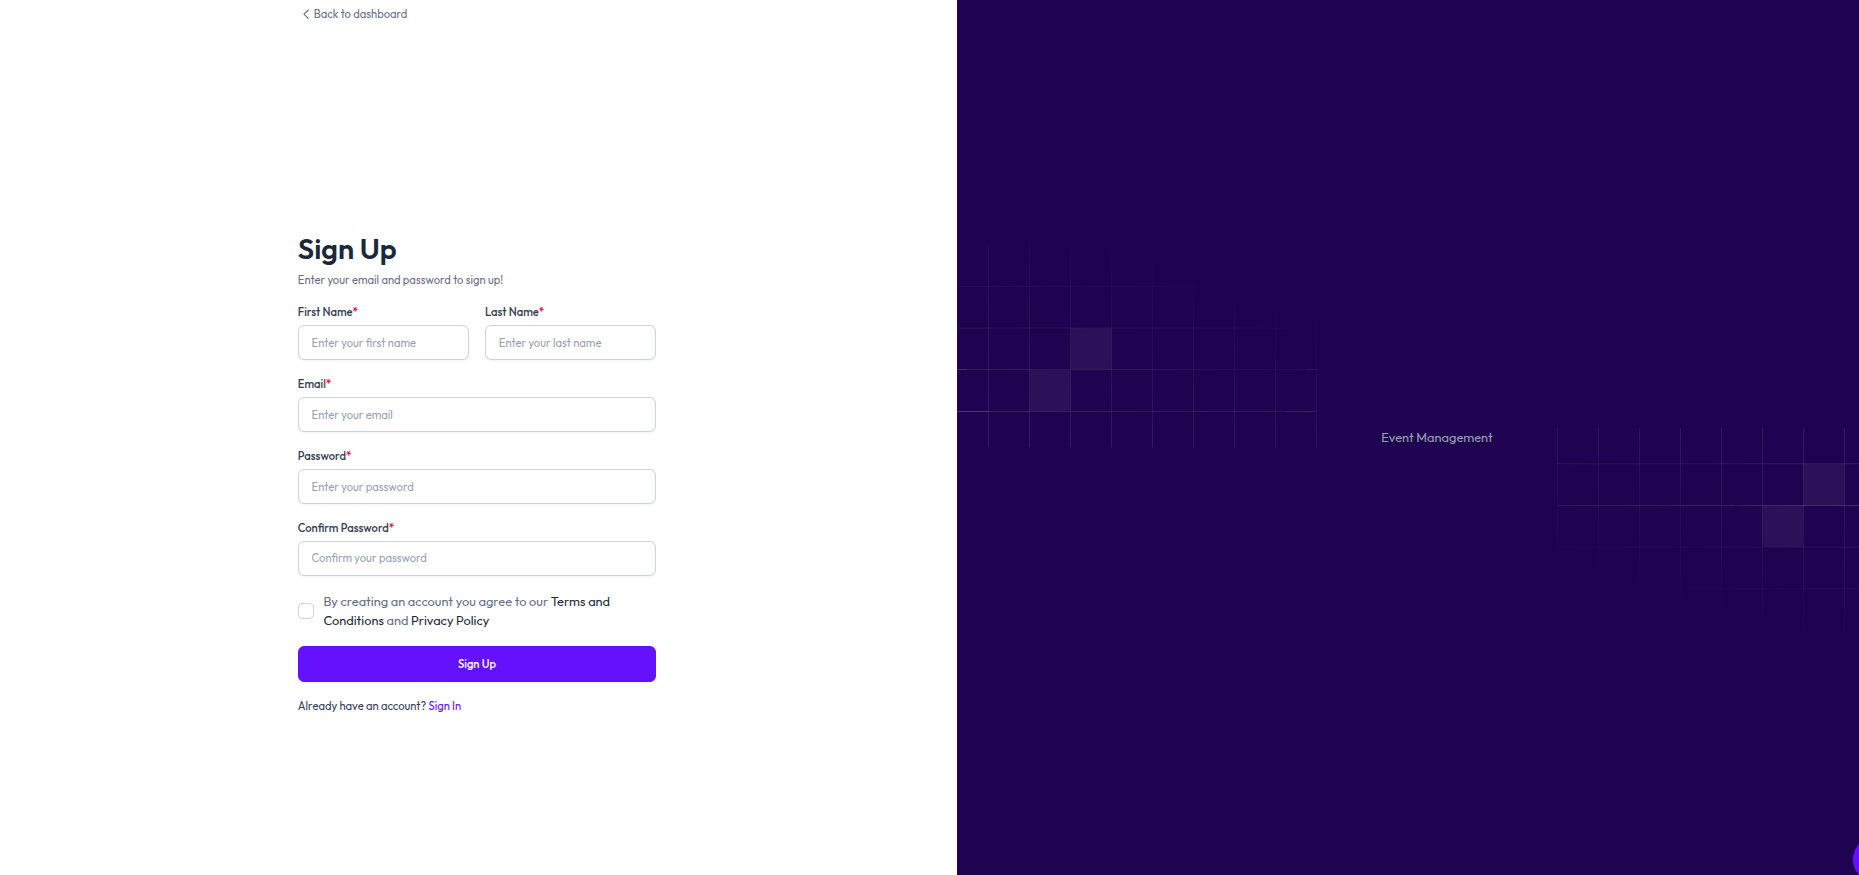 Back to dashboard
Sign Up
Enter your email and password to sign up!
First Name*
Last Name*
Enter your first name
Enter your last name
Email*
Enter your email
Password*
Enter your password
Confirm Password*
Confirm your password
By creating an account you agree to our Terms and
Conditions and Privacy Policy
Sign Up
Already have an account? Sign In
Event Management